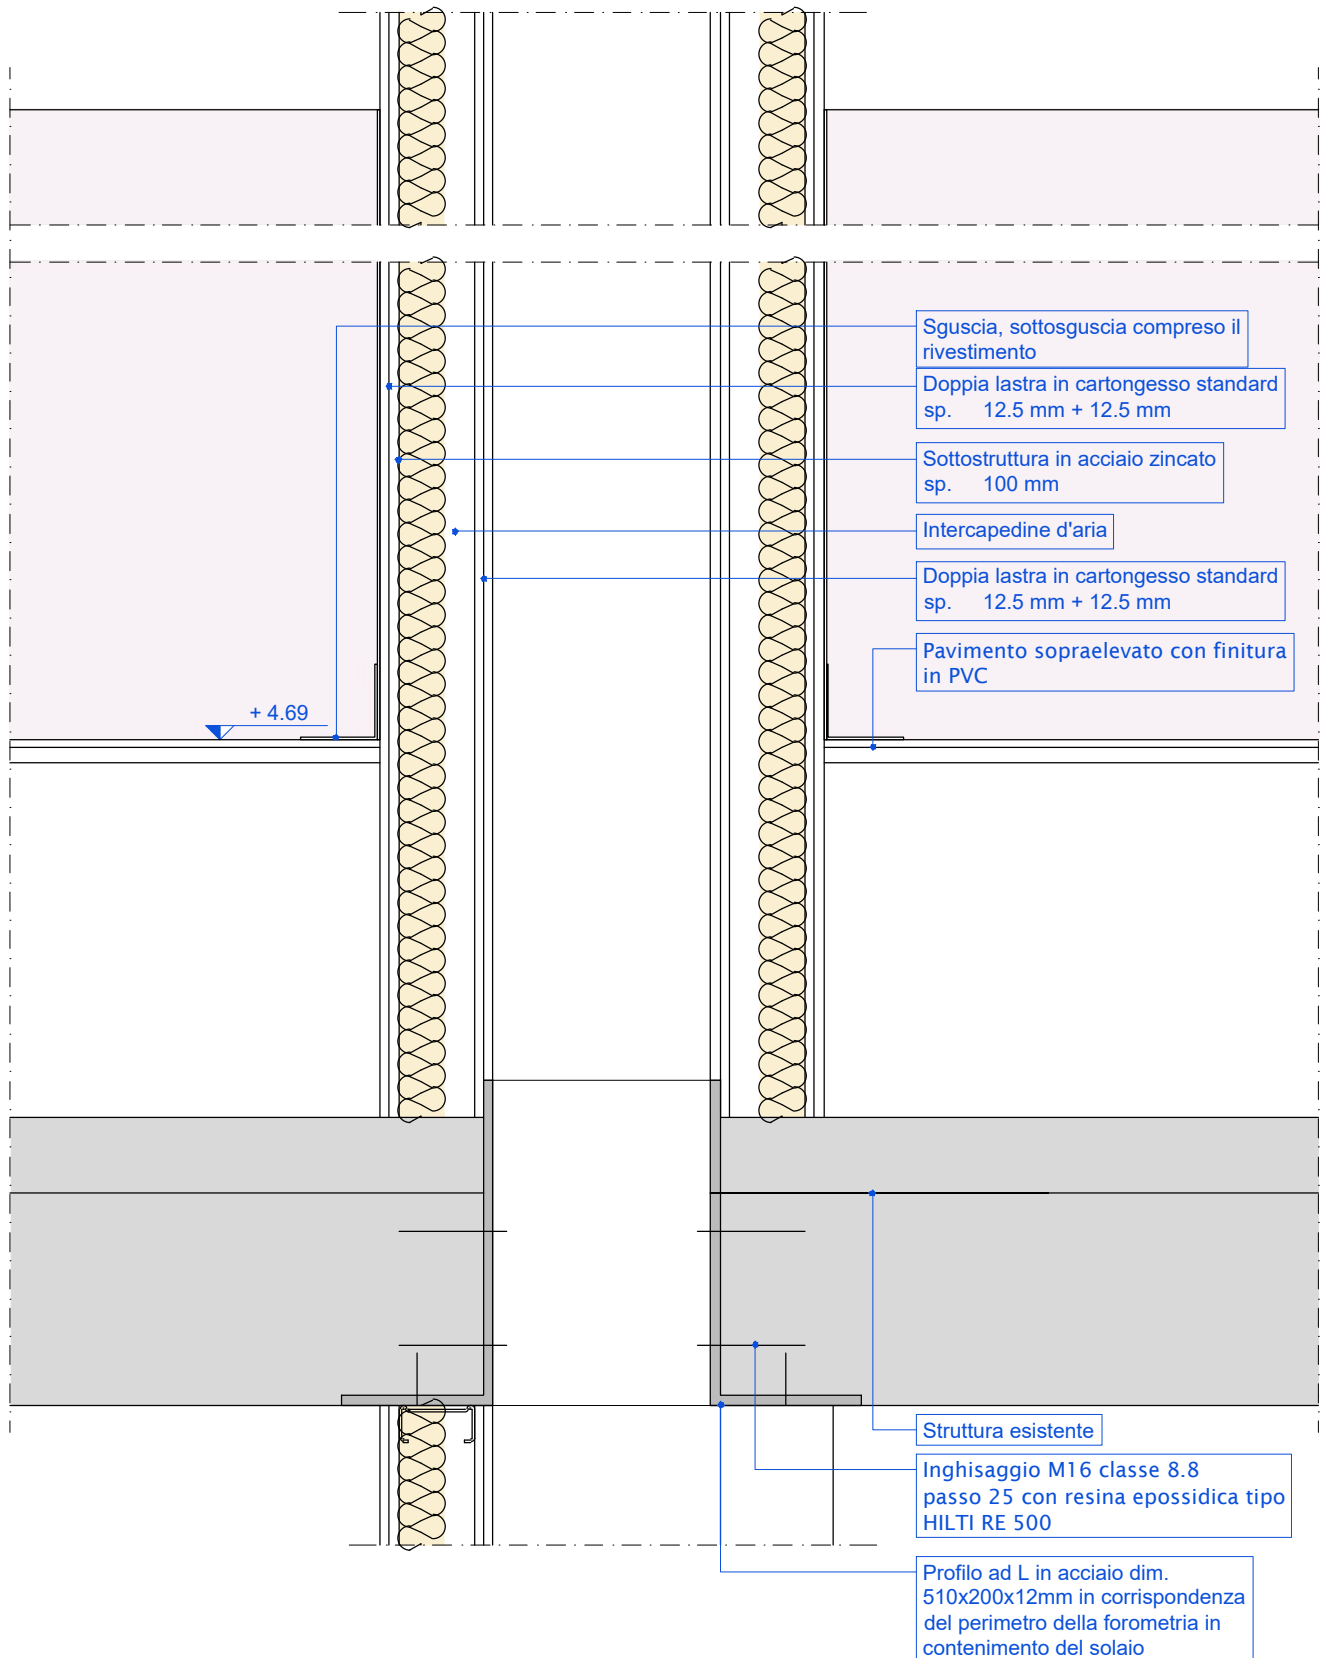 Sguscia, sottosguscia compreso il
rivestimento
Doppia lastra in cartongesso standard
sp. 12.5 mm + 12.5 mm
Sottostruttura in acciaio zincato
sp. 100 mm
Intercapedine d'aria
Doppia lastra in cartongesso standard
sp. 12.5 mm + 12.5 mm
Pavimento sopraelevato con finitura
in PVC
+ 4.69
Struttura esistente
Inghisaggio M16 classe 8.8
passo 25 con resina epossidica tipo
HILTI RE 500
Profilo ad L in acciaio dim.
510x200x12mm in corrispondenza
del perimetro della forometria in
contenimento del solaio